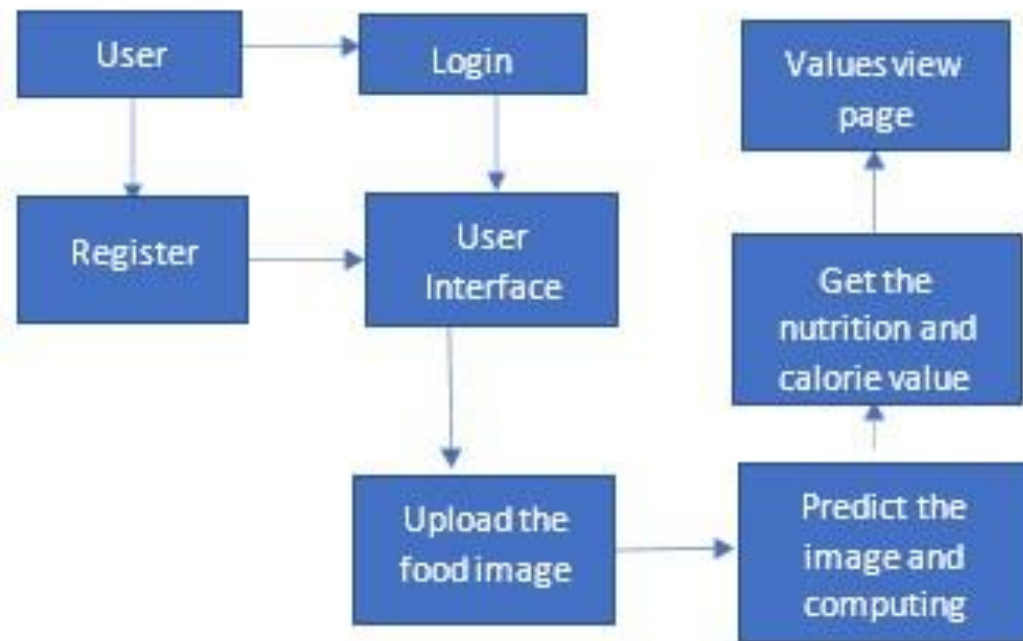 User
Login
Values view
page
Register
User
Interface
Get the
nutrition and
calorie value
Upload the
food image
Predict the
image and
computing